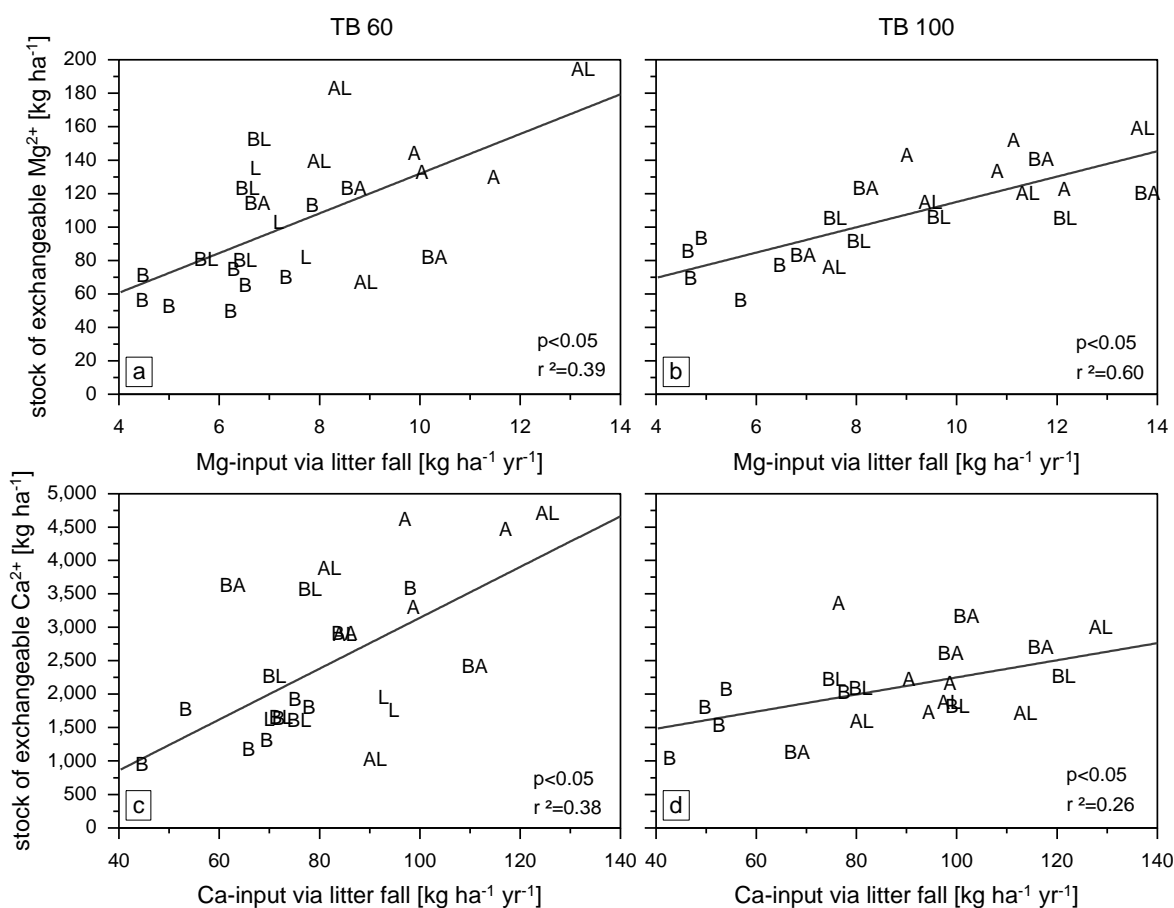 TB 60
TB 100
stock of exchangeable Mg²⁺ [kg ha⁻¹]
200
180
160
140
120
100
80
60
40
20
0
AL
AL
BL
L
AL
A
A
A
BL
BA
BA
B
L
BL
BL
L
BA
B
B
B
B
AL
B
B
B
a
p<0.05
r ²=0.39
4
6
8
10
12
14
Mg-input via litter fall [kg ha⁻¹ yr⁻¹]
AL
A
A
BA
A
BA
A
AL
BA
AL
BL
BL
BL
B
BL
B
BA
B
BL
B
B
b
p<0.05
r ²=0.60
4
6
8
10
12
14
Mg-input via litter fall [kg ha⁻¹ yr⁻¹]
stock of exchangeable Ca²⁺ [kg ha⁻¹]
5,000
4,500
4,000
3,500
3,000
2,500
2,000
1,500
1,000
500
0
AL
A
A
AL
BA
BL
B
A
BA
AL
BA
BL
B
L
B
B
L
BL
BL
L
B
B
B
AL
B
c
p<0.05
r ²=0.38
40
60
80
100
120
140
Ca-input via litter fall [kg ha⁻¹ yr⁻¹]
A
BA
AL
BA
BA
BL
A
BL
A
B
BL
B
AL
BL
B
A
AL
B
AL
BA
B
d
p<0.05
r ²=0.26
40
60
80
100
120
140
Ca-input via litter fall [kg ha⁻¹ yr⁻¹]